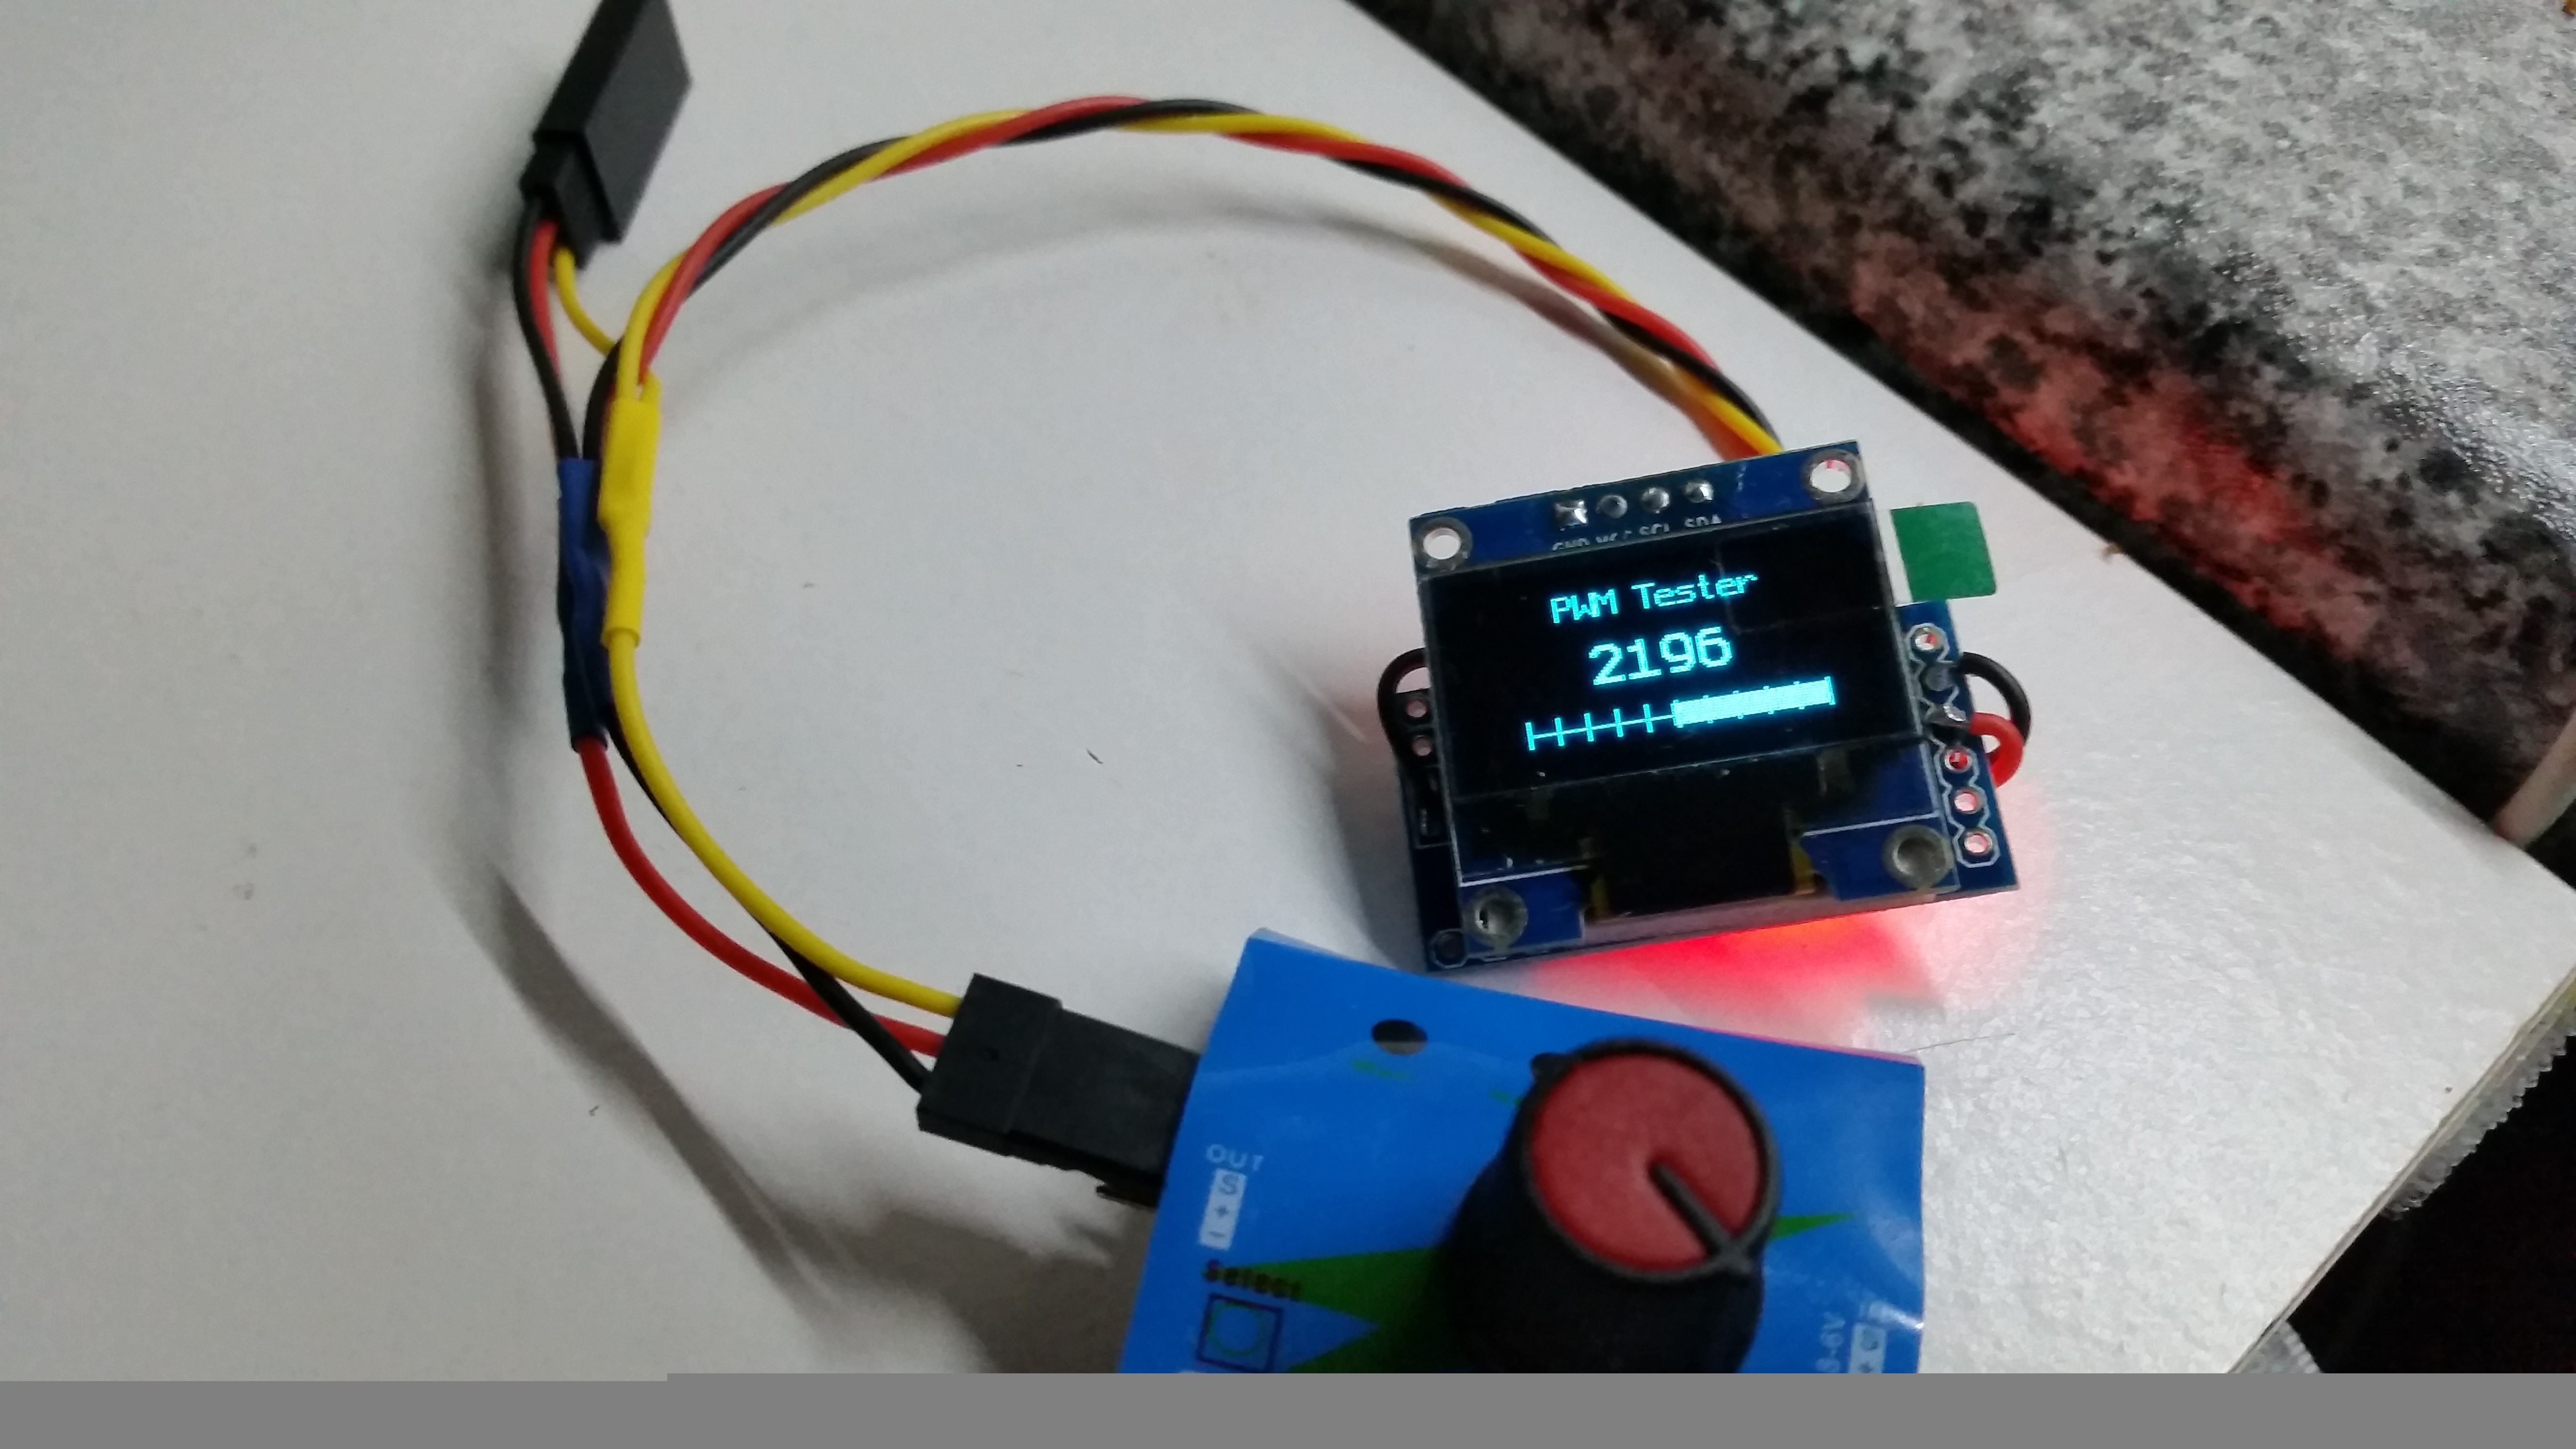 GND VCC SCL SDA
PWM Tester
2196
OUT
S
+
-
Select